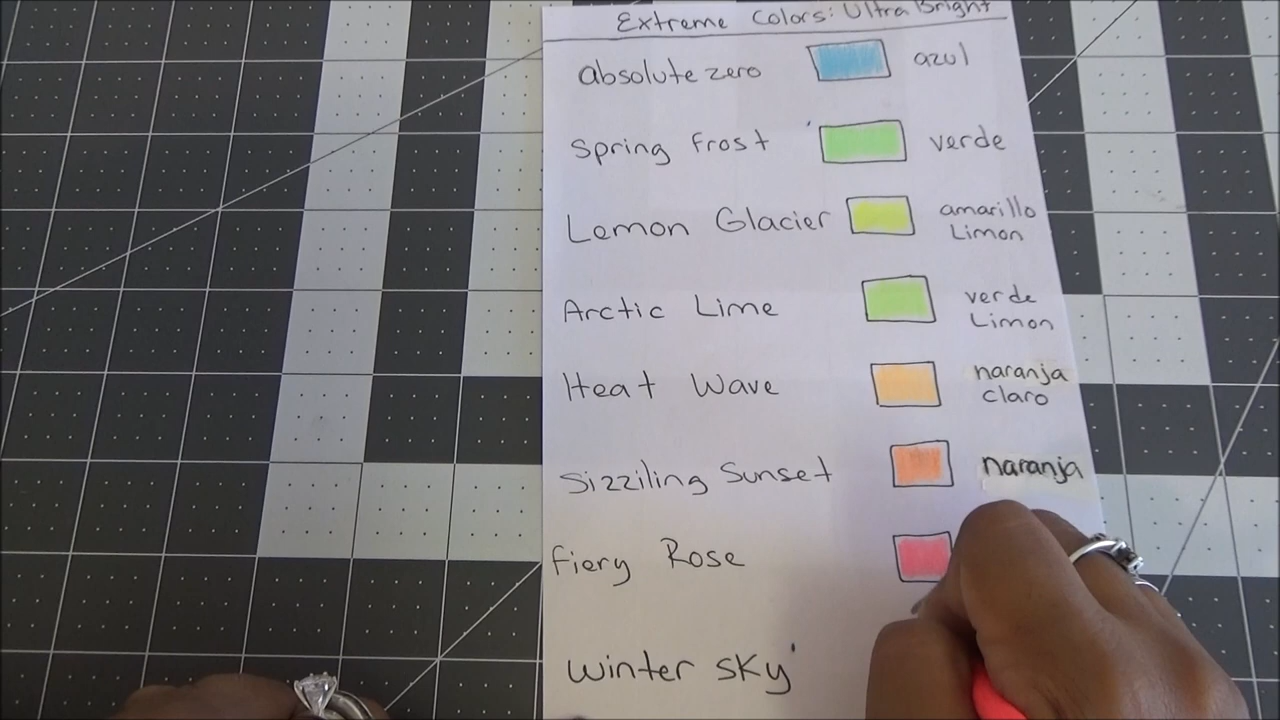 Extreme Colors: Ultra Bright
absolute zero azul
Spring Frost verde
Lemon Glacier amarillo
Limon
Arctic Lime verde
Limon
Heat Wave naranja
claro
Sizziling Sunset naranja
Fiery Rose
Winter Sky